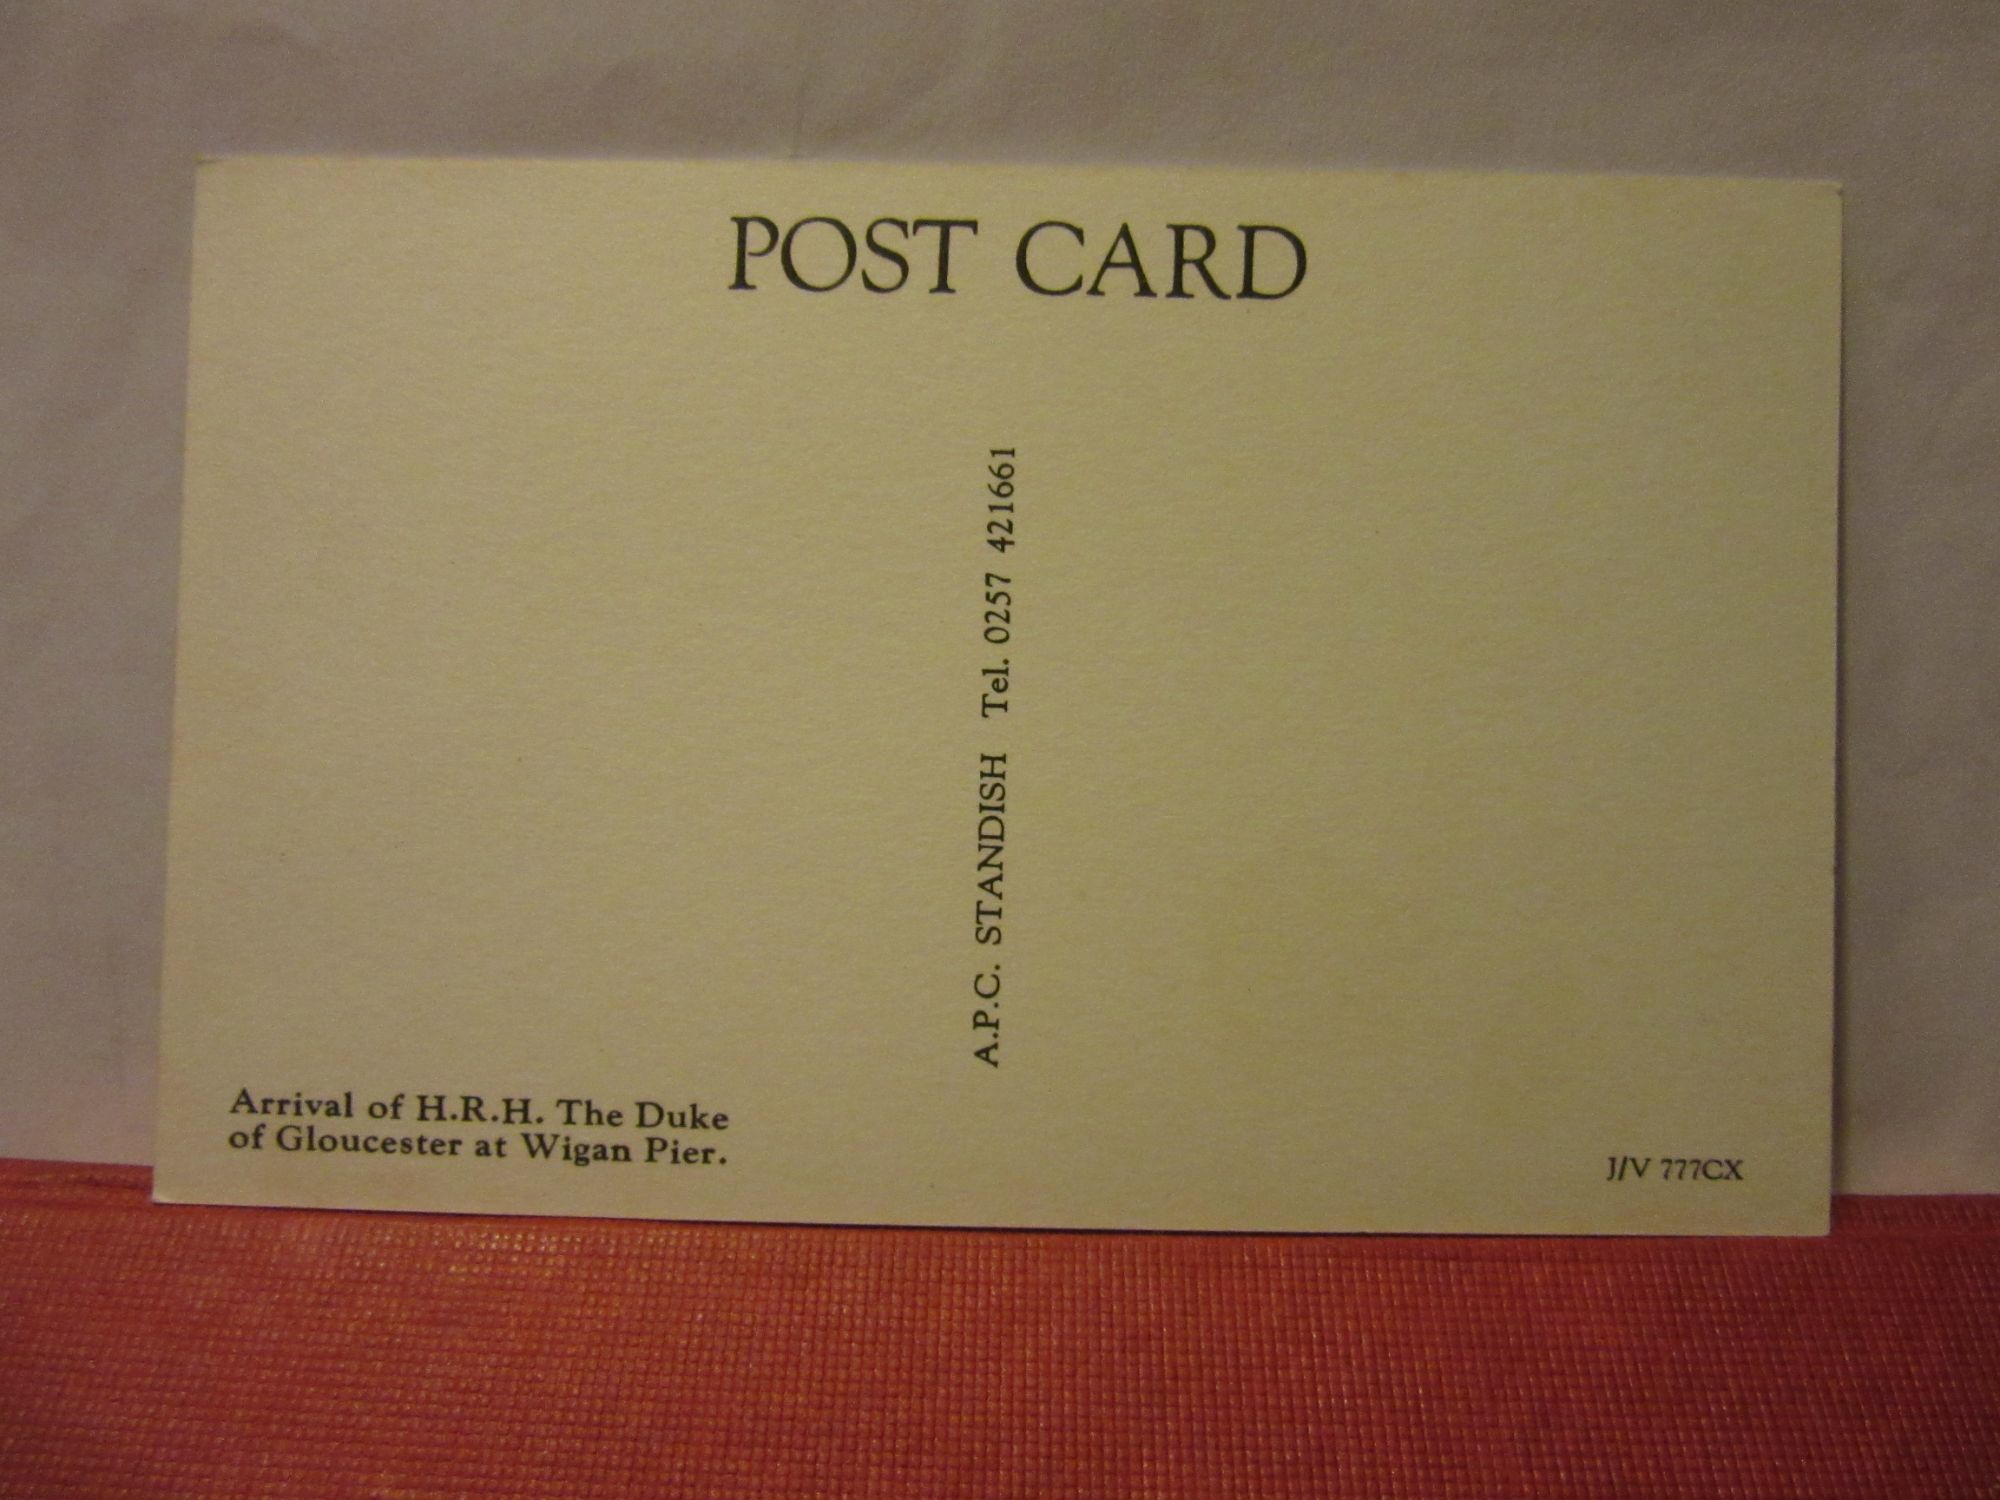 POST CARD
A.P.C. STANDISH Tel. 0257 421661
Arrival of H.R.H. The Duke
of Gloucester at Wigan Pier.
J/V 777CX